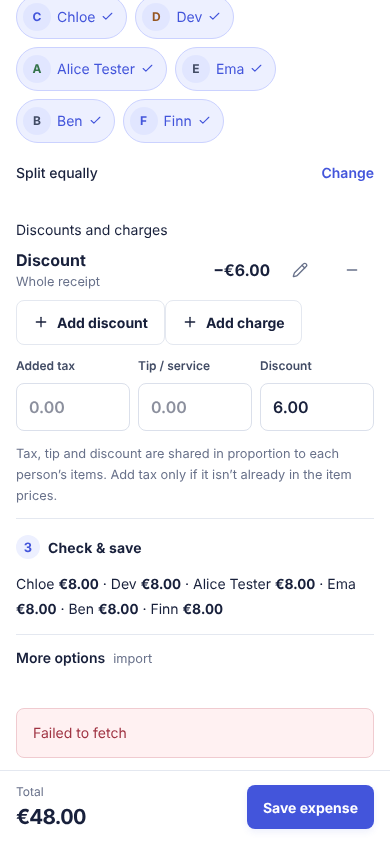 C Chloe ✓ D Dev ✓
A Alice Tester ✓ E Ema ✓
B Ben ✓ F Finn ✓
Split equally Change
Discounts and charges
Discount
Whole receipt
−€6.00
+ Add discount + Add charge
Added tax Tip / service Discount
0.00 0.00 6.00
Tax, tip and discount are shared in proportion to each
person’s items. Add tax only if it isn’t already in the item
prices.
3 Check & save
Chloe €8.00 · Dev €8.00 · Alice Tester €8.00 · Ema
€8.00 · Ben €8.00 · Finn €8.00
More options import
Failed to fetch
Total
€48.00
Save expense